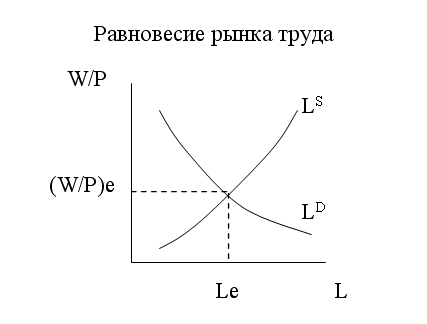 Равновесие рынка труда
W/P
L^S
(W/P)e
L^D
Le
L